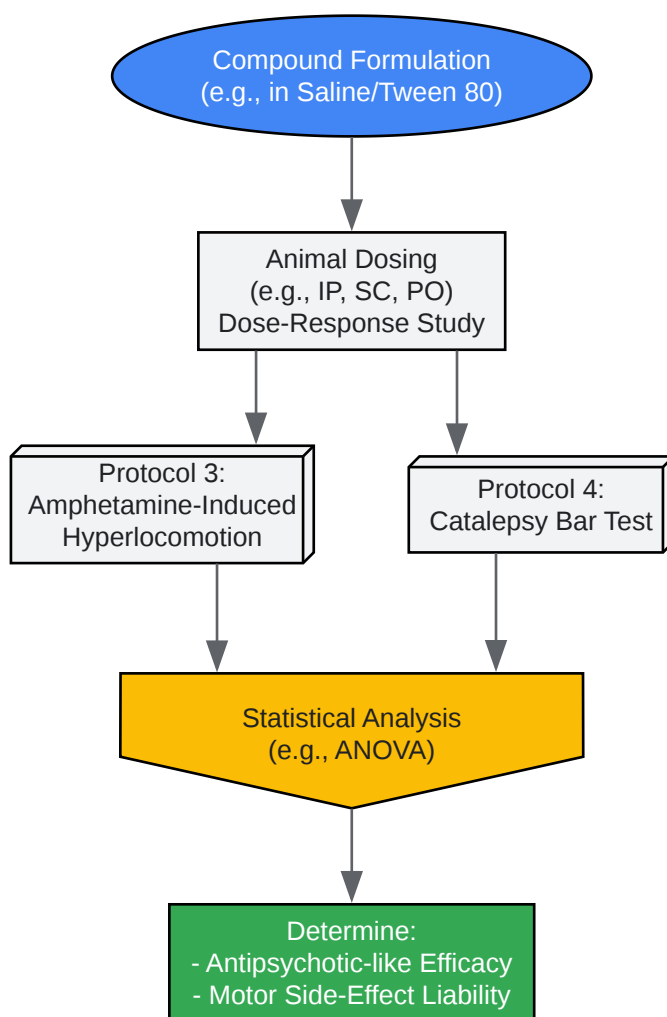 Compound Formulation
(e.g., in Saline/Tween 80)
Animal Dosing
(e.g., IP, SC, PO)
Dose-Response Study
Protocol 3:
Amphetamine-Induced
Hyperlocomotion
Protocol 4:
Catalepsy Bar Test
Statistical Analysis
(e.g., ANOVA)
Determine:
- Antipsychotic-like Efficacy
- Motor Side-Effect Liability